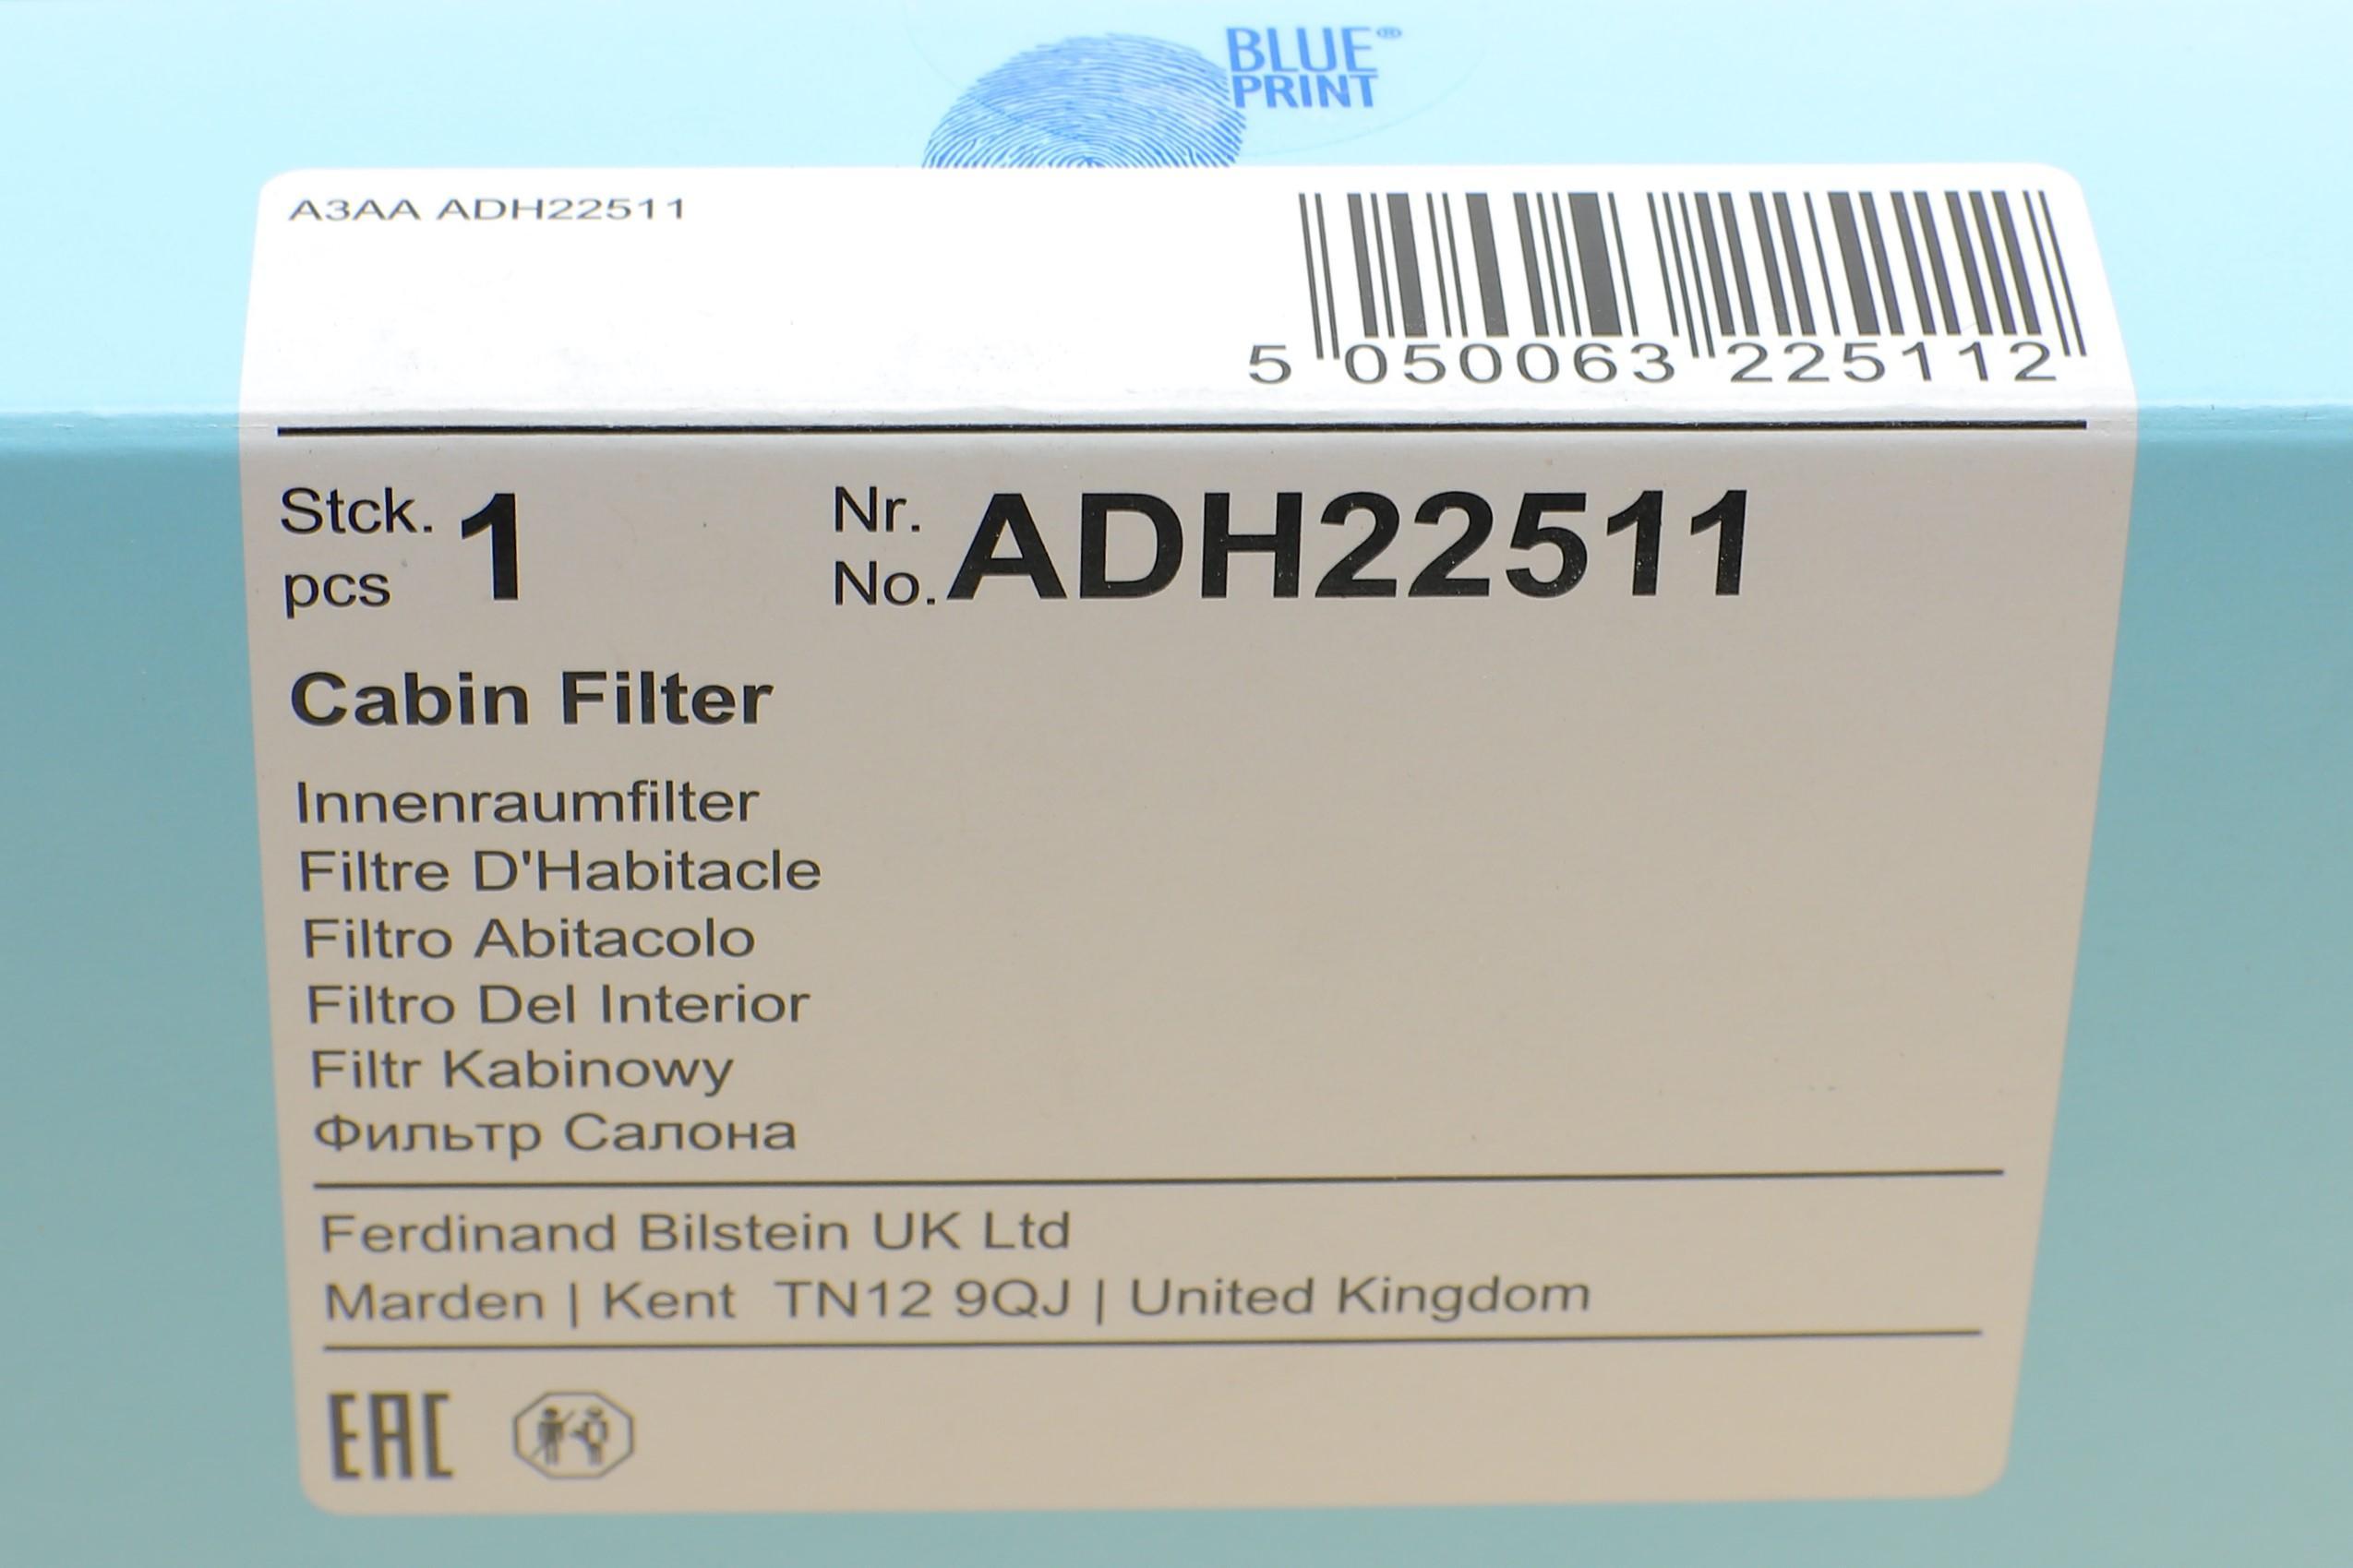 BLUE®
PRINT
A3AA ADH22511
5 050063 225112
Stck. 1 Nr. ADH22511
pcs No.
Cabin Filter
Innenraumfilter
Filtre D'Habitacle
Filtro Abitacolo
Filtro Del Interior
Filtr Kabinowy
Фильтр Салона
Ferdinand Bilstein UK Ltd
Marden | Kent TN12 9QJ | United Kingdom
EAC